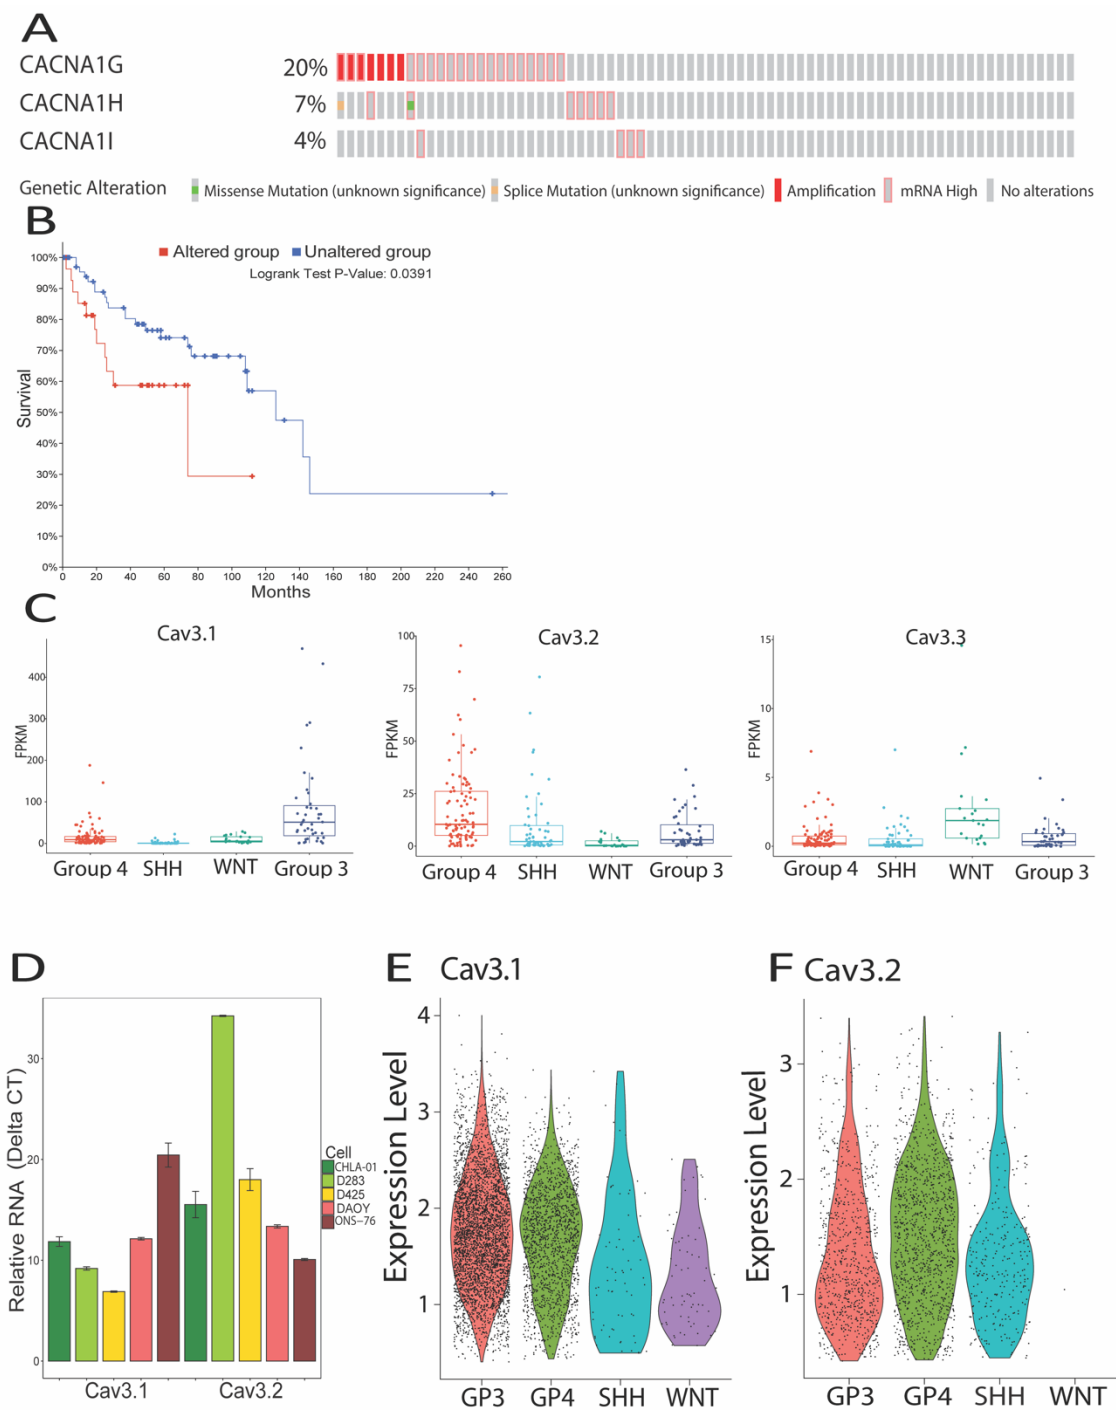 A
CACNA1G 20%
CACNA1H 7%
CACNA1I 4%
Genetic Alteration Missense Mutation (unknown significance) Splice Mutation (unknown significance) Amplification mRNA High No alterations
B
Altered group Unaltered group
Logrank Test P-Value: 0.0391
100%
90%
80%
70%
60%
50%
40%
30%
20%
10%
0%
Survival
0 20 40 60 80 100 120 140 160 180 200 220 240 260
Months
C
Cav3.1
FPKM
400
300
200
100
0
Group 4 SHH WNT Group 3
Cav3.2
FPKM
100
75
50
25
0
Group 4 SHH WNT Group 3
Cav3.3
FPKM
15
10
5
0
Group 4 SHH WNT Group 3
D
Relative RNA (Delta CT)
30
20
10
0
Cav3.1 Cav3.2
Cell
CHLA-01
D283
D425
DAOY
ONS-76
E Cav3.1
Expression Level
4
3
2
1
GP3 GP4 SHH WNT
F Cav3.2
Expression Level
3
2
1
GP3 GP4 SHH WNT